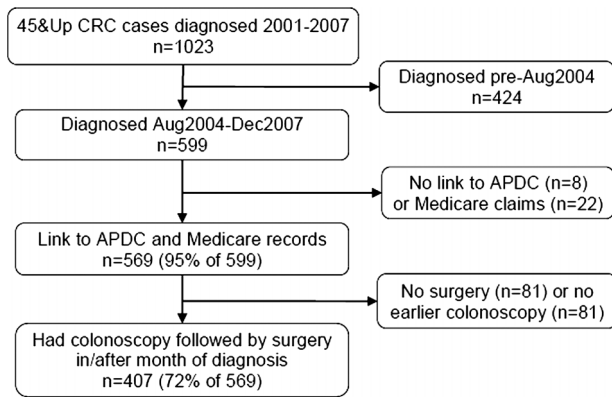 45&Up CRC cases diagnosed 2001-2007
n=1023
Diagnosed pre-Aug2004
n=424
Diagnosed Aug2004-Dec2007
n=599
No link to APDC (n=8)
or Medicare claims (n=22)
Link to APDC and Medicare records
n=569 (95% of 599)
No surgery (n=81) or no
earlier colonoscopy (n=81)
Had colonoscopy followed by surgery
in/after month of diagnosis
n=407 (72% of 569)